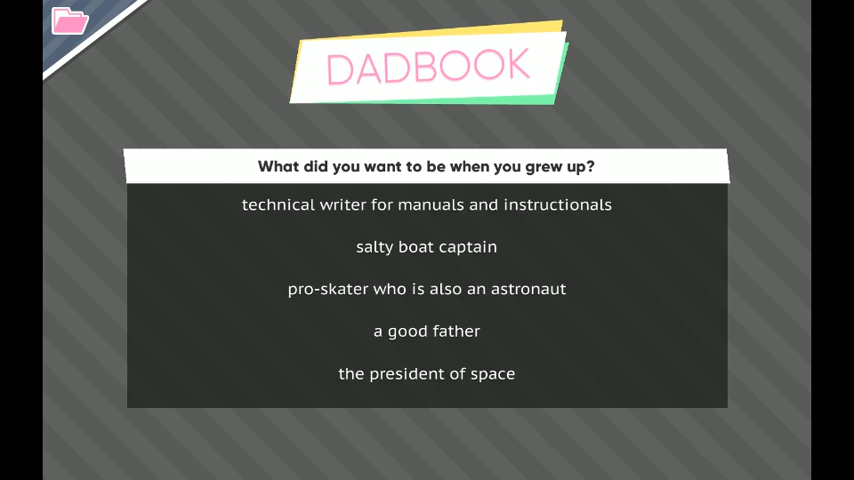 DADBOOK
What did you want to be when you grew up?
technical writer for manuals and instructionals
salty boat captain
pro-skater who is also an astronaut
a good father
the president of space